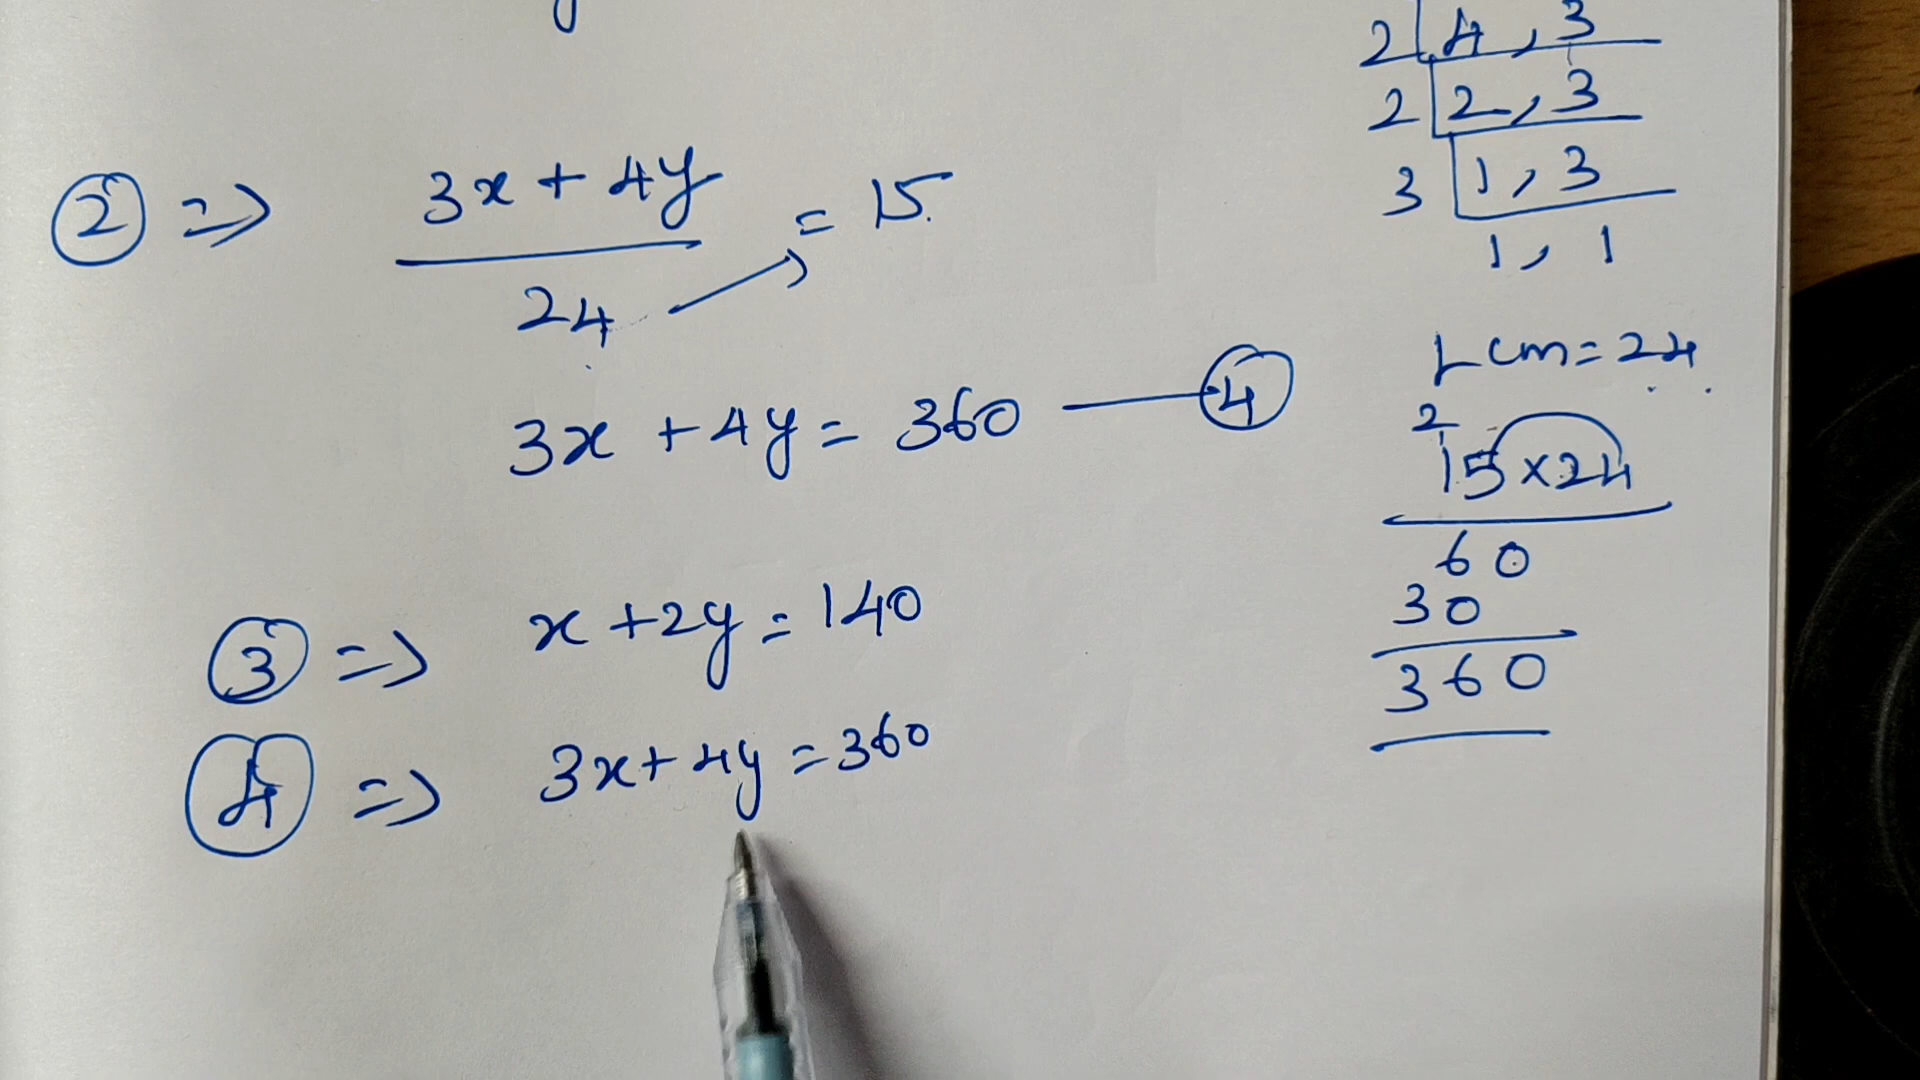 2 | 4, 3
2 | 2, 3
3 | 1, 3
1, 1
② => 3x + 4y = 15
24
3x + 4y = 360 — ④
Lcm = 24
2
15 x 24
60
30
360
③ => x + 2y = 140
④ => 3x + 4y = 360